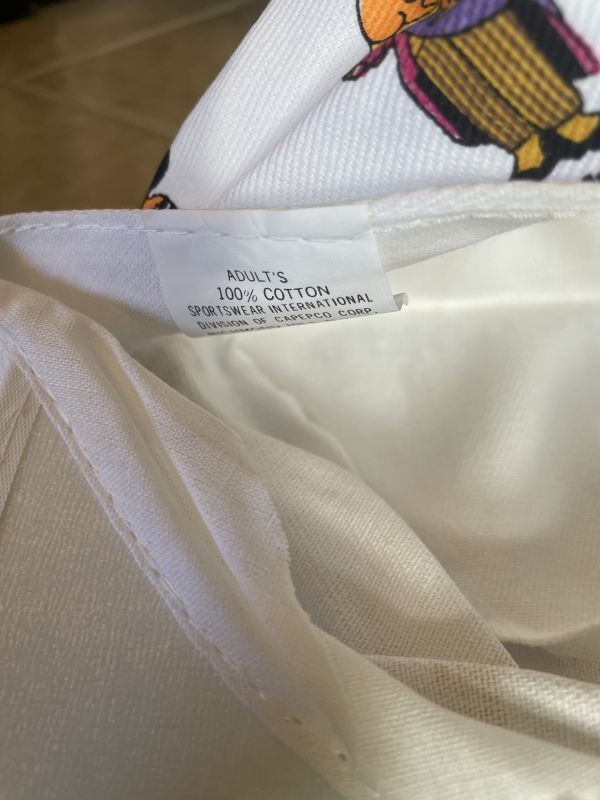 ADULT'S
100% COTTON
SPORTSWEAR INTERNATIONAL
DIVISION OF CAPEPCO CORP.